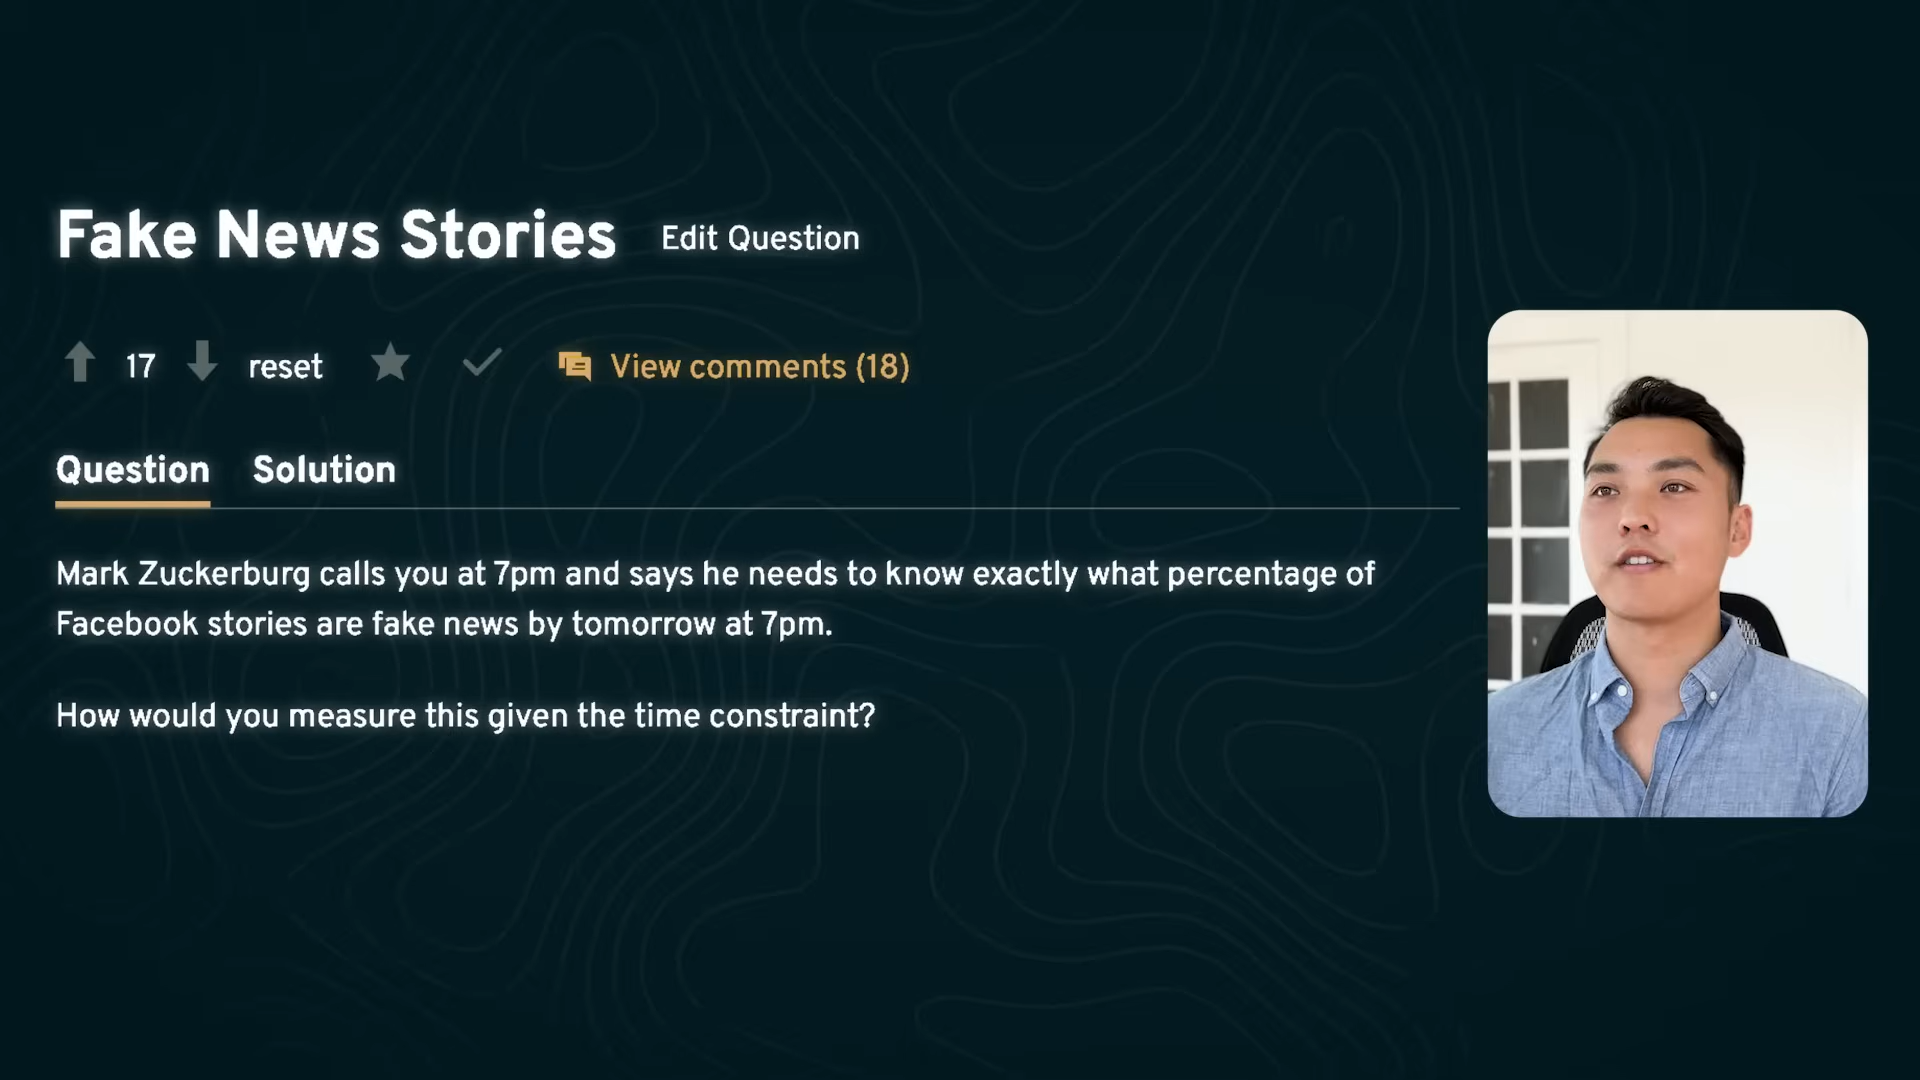 Fake News Stories Edit Question
17 reset View comments (18)
Question Solution
Mark Zuckerburg calls you at 7pm and says he needs to know exactly what percentage of
Facebook stories are fake news by tomorrow at 7pm.
How would you measure this given the time constraint?